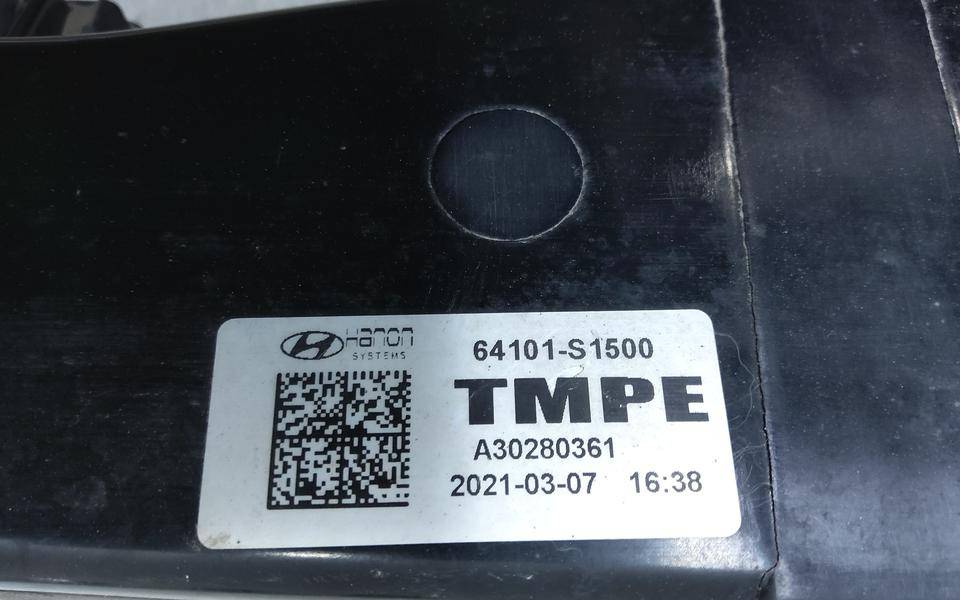 Hanon
SYSTEMS
64101-S1500
TMPE
A30280361
2021-03-07 16:38